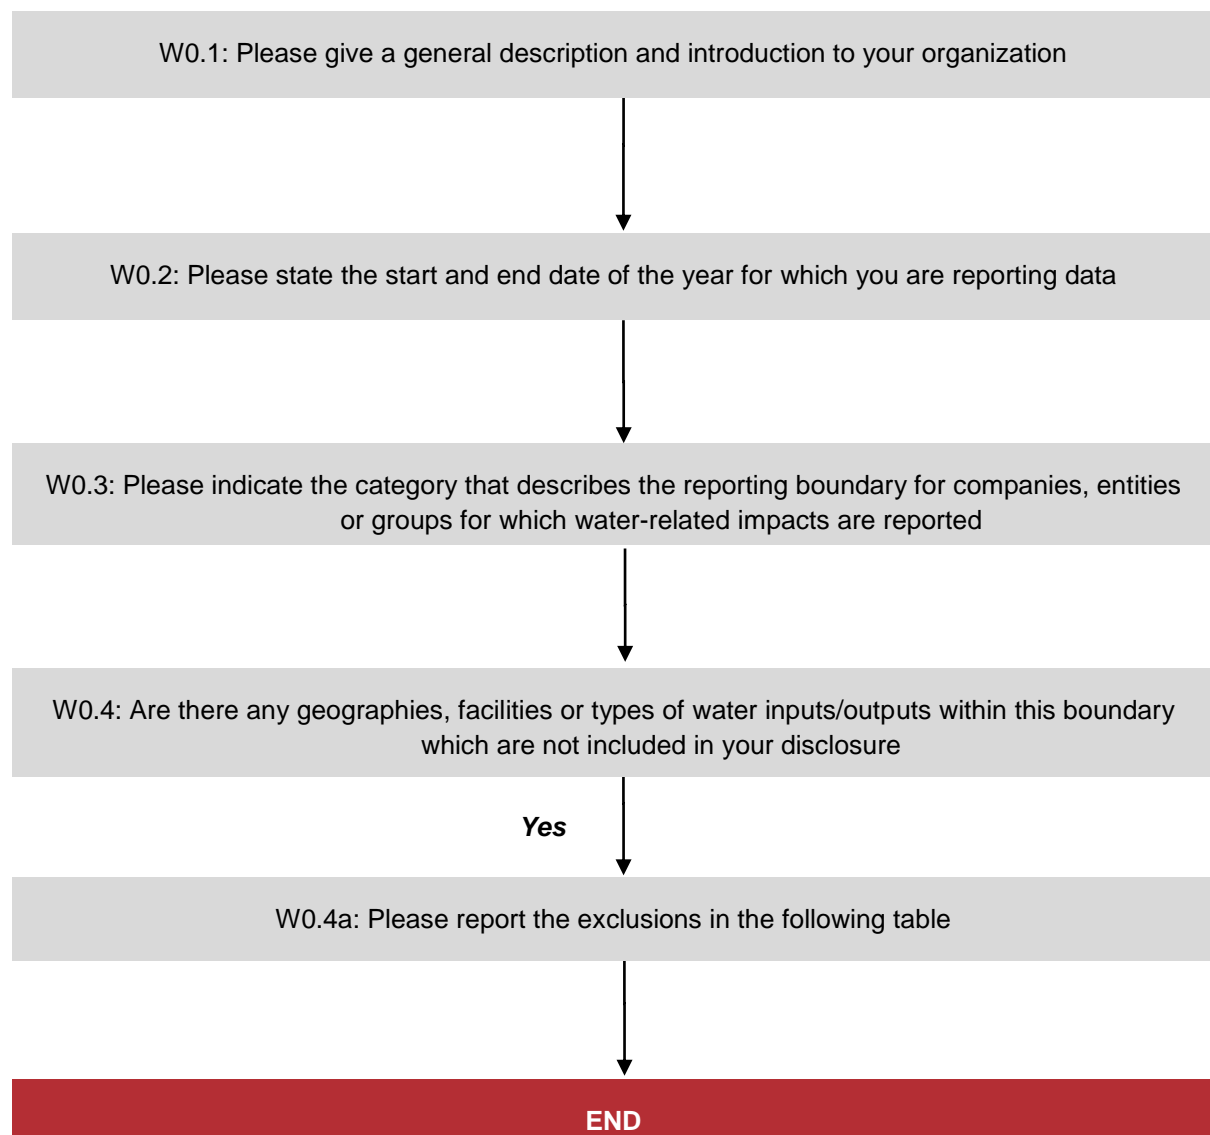 W0.1: Please give a general description and introduction to your organization
W0.2: Please state the start and end date of the year for which you are reporting data
W0.3: Please indicate the category that describes the reporting boundary for companies, entities
or groups for which water-related impacts are reported
W0.4: Are there any geographies, facilities or types of water inputs/outputs within this boundary
which are not included in your disclosure
Yes
W0.4a: Please report the exclusions in the following table
END